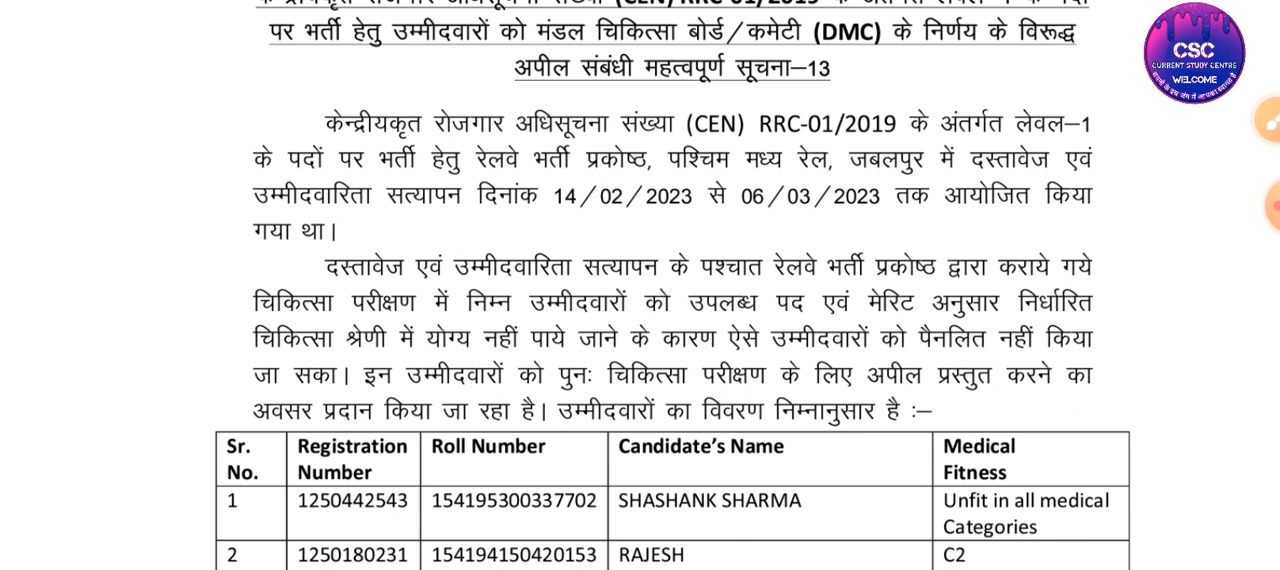 पर भर्ती हेतु उम्मीदवारों को मंडल चिकित्सा बोर्ड/कमेटी (DMC) के निर्णय के विरूद्ध
अपील संबंधी महत्वपूर्ण सूचना–13
केन्द्रीयकृत रोजगार अधिसूचना संख्या (CEN) RRC-01/2019 के अंतर्गत लेवल–1
के पदों पर भर्ती हेतु रेलवे भर्ती प्रकोष्ठ, पश्चिम मध्य रेल, जबलपुर में दस्तावेज एवं
उम्मीदवारिता सत्यापन दिनांक 14/02/2023 से 06/03/2023 तक आयोजित किया
गया था।
दस्तावेज एवं उम्मीदवारिता सत्यापन के पश्चात रेलवे भर्ती प्रकोष्ठ द्वारा कराये गये
चिकित्सा परीक्षण में निम्न उम्मीदवारों को उपलब्ध पद एवं मेरिट अनुसार निर्धारित
चिकित्सा श्रेणी में योग्य नहीं पाये जाने के कारण ऐसे उम्मीदवारों को पैनलित नहीं किया
जा सका। इन उम्मीदवारों को पुनः चिकित्सा परीक्षण के लिए अपील प्रस्तुत करने का
अवसर प्रदान किया जा रहा है। उम्मीदवारों का विवरण निम्नानुसार है :–
Sr. No. Registration Number Roll Number Candidate's Name Medical Fitness
1 1250442543 154195300337702 SHASHANK SHARMA Unfit in all medical Categories
2 1250180231 154194150420153 RAJESH C2
CSC
CURRENT STUDY CENTRE
WELCOME